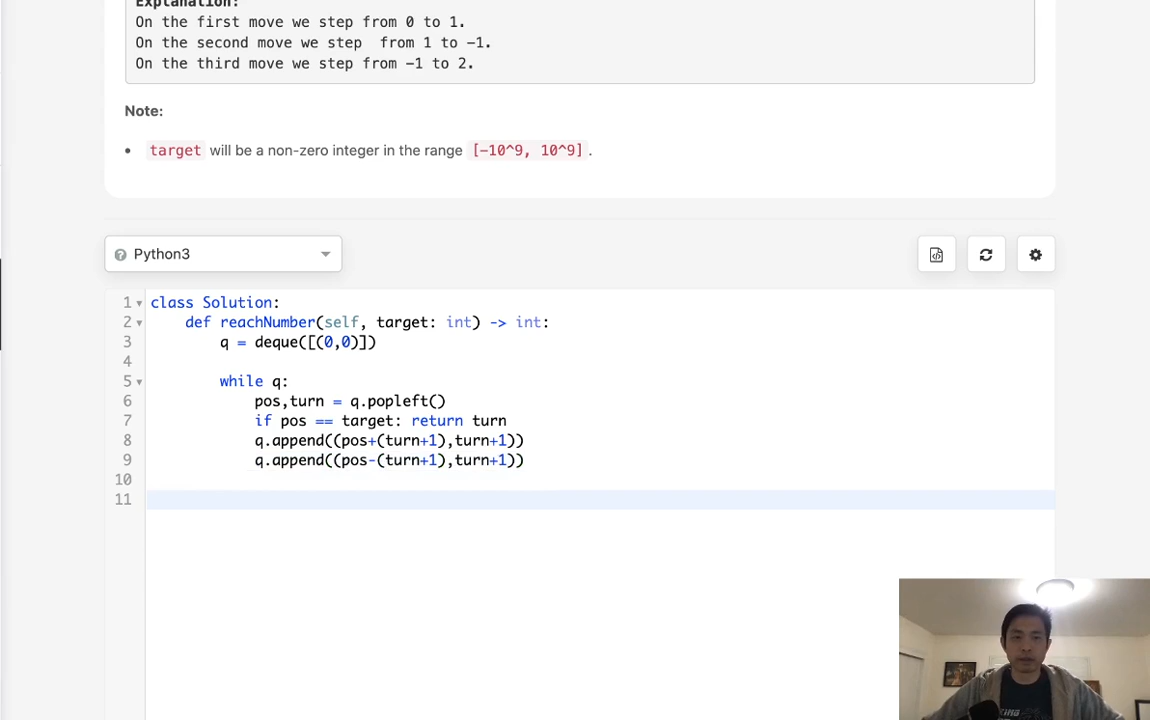 Explanation:
On the first move we step from 0 to 1.
On the second move we step  from 1 to -1.
On the third move we step from -1 to 2.
Note:
• target will be a non-zero integer in the range [-10^9, 10^9] .
Python3
1 class Solution:
2     def reachNumber(self, target: int) -> int:
3         q = deque([(0,0)])
4
5         while q:
6             pos,turn = q.popleft()
7             if pos == target: return turn
8             q.append((pos+(turn+1),turn+1))
9             q.append((pos-(turn+1),turn+1))
10
11